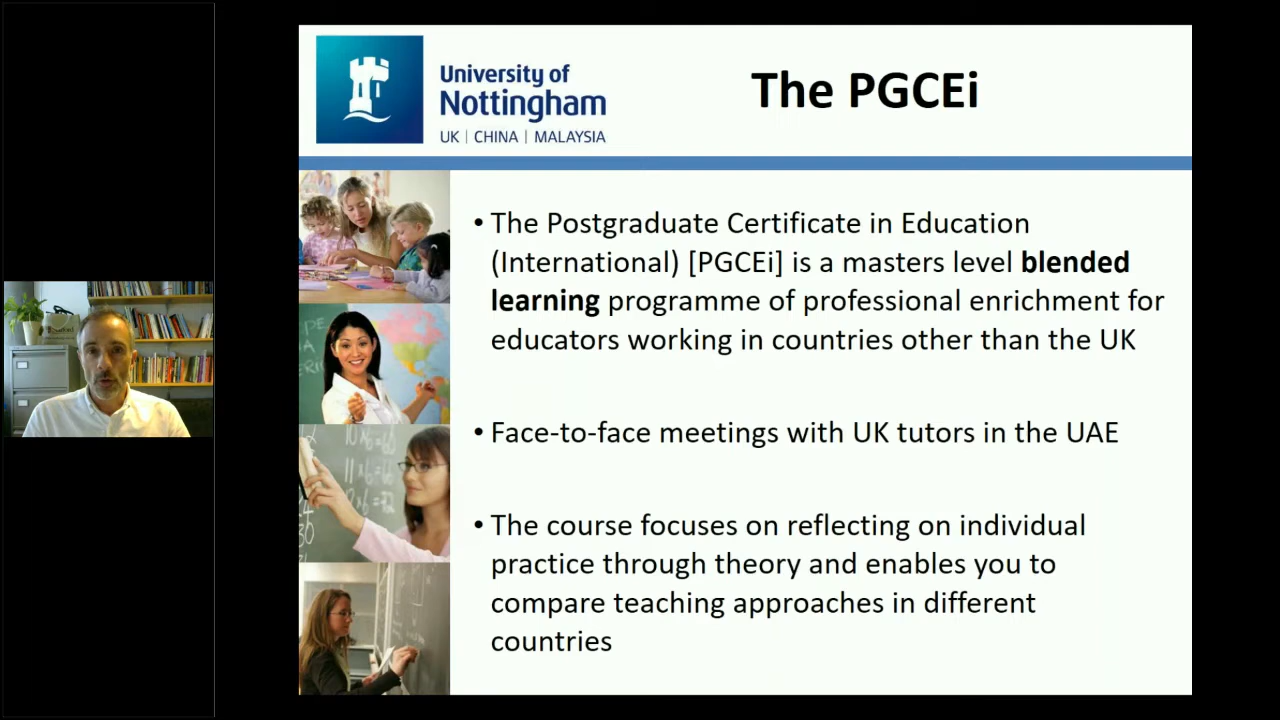 University of
Nottingham
UK | CHINA | MALAYSIA
The PGCEi
• The Postgraduate Certificate in Education
(International) [PGCEi] is a masters level blended
learning programme of professional enrichment for
educators working in countries other than the UK
• Face-to-face meetings with UK tutors in the UAE
• The course focuses on reflecting on individual
practice through theory and enables you to
compare teaching approaches in different
countries